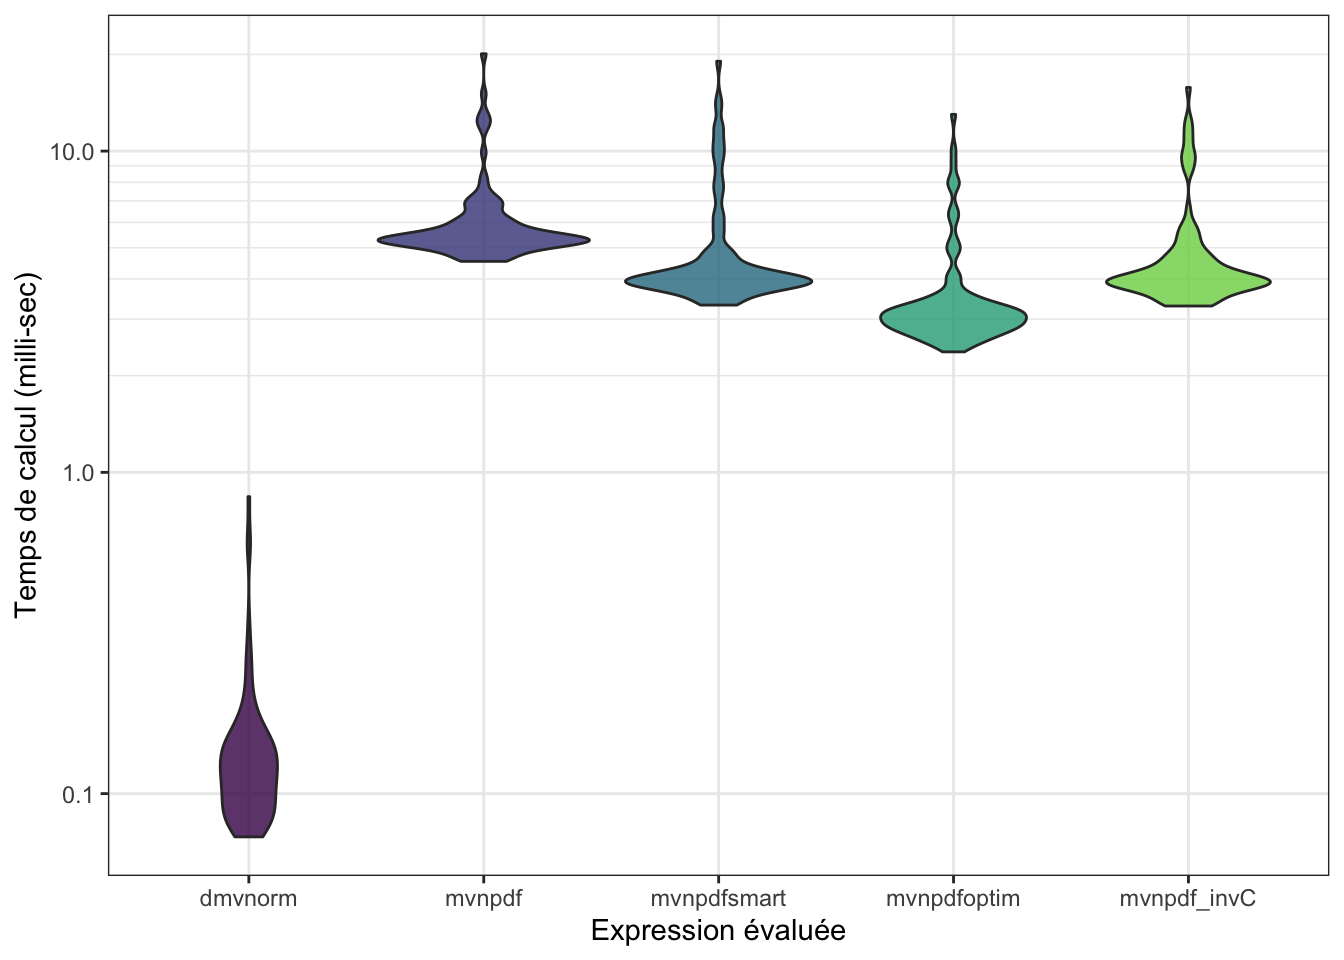 Temps de calcul (milli-sec)
10.0
1.0
0.1
dmvnorm
mvnpdf
mvnpdfsmart
mvnpdfoptim
mvnpdf_invC
Expression évaluée